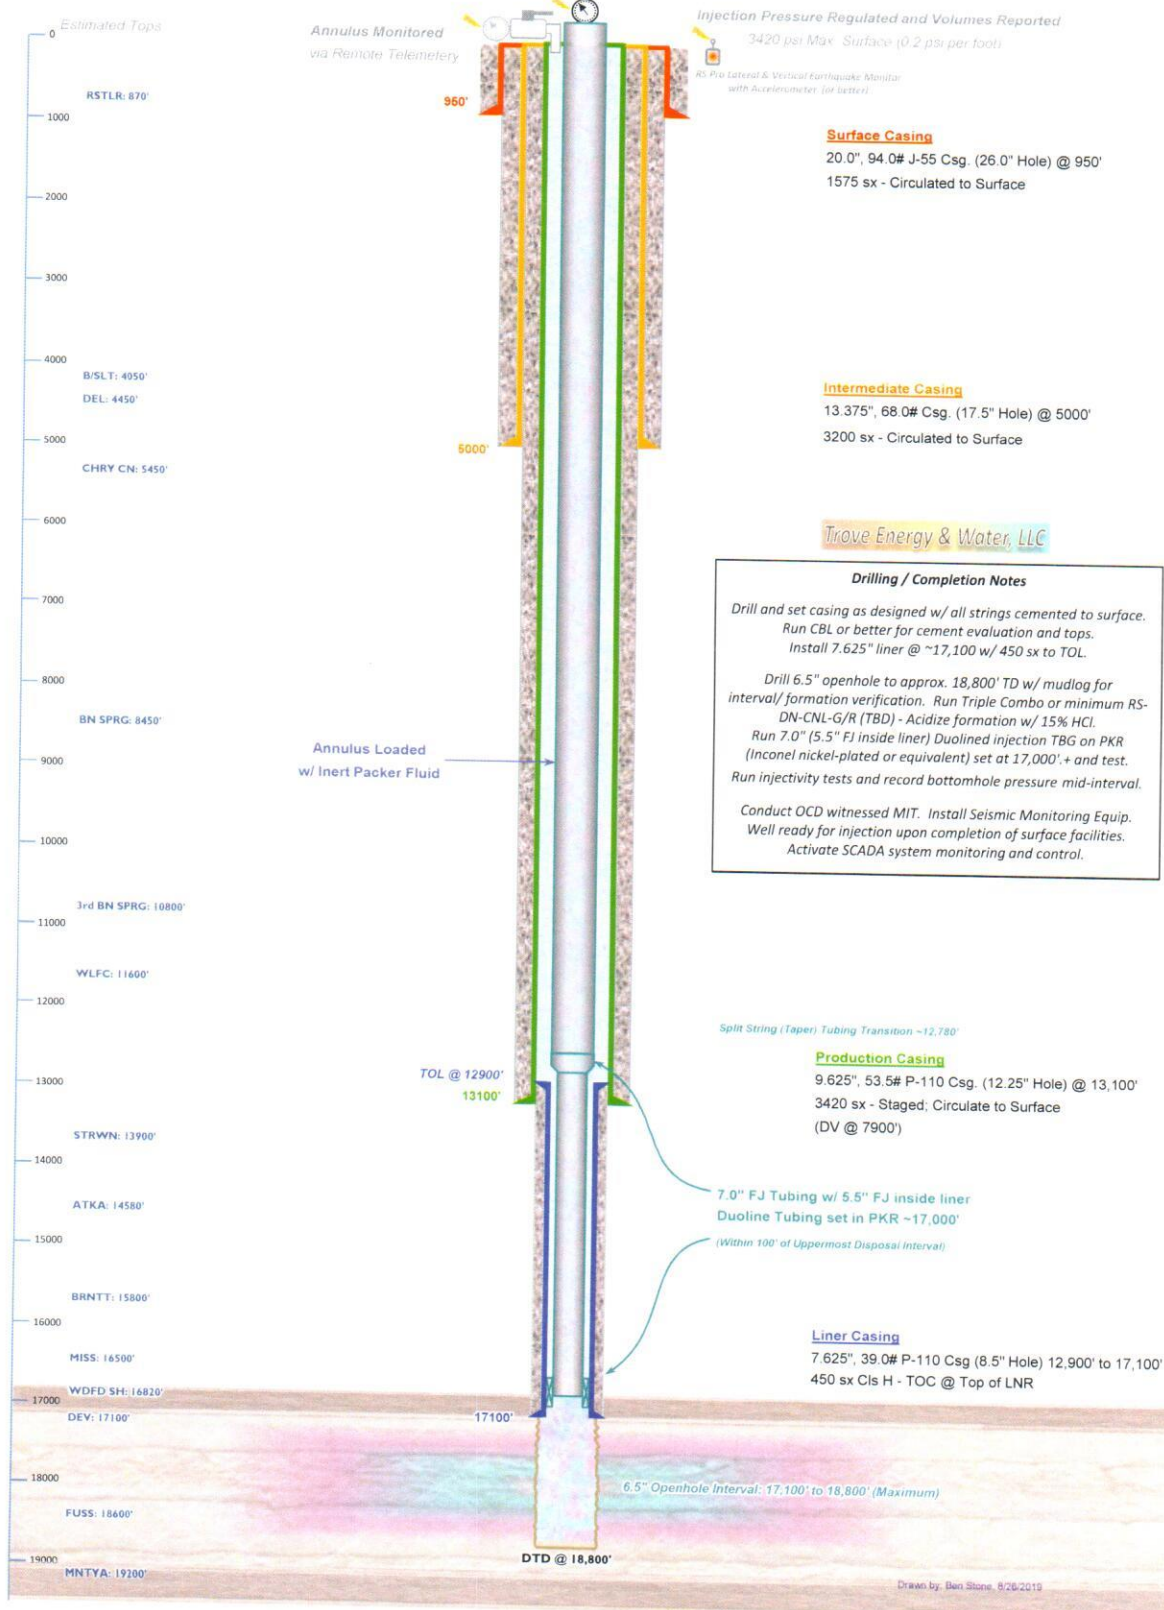 Estimated Tops
0
RSTLR: 870'
1000
2000
3000
4000
B/SLT: 4050'
DEL: 4450'
5000
CHRY CN: 5450'
6000
7000
8000
BN SPRG: 8450'
9000
10000
3rd BN SPRG: 10800'
11000
WLFC: 11600'
12000
13000
STRWN: 13900'
14000
ATKA: 14580'
15000
BRNTT: 15800'
16000
MISS: 16500'
WDFD SH: 16820'
17000
DEV: 17100'
18000
FUSS: 18600'
19000
MNTYA: 19200'
Annulus Monitored
via Remote Telemetery
950'
5000'
Annulus Loaded
w/ Inert Packer Fluid
TOL @ 12900'
13100'
17100'
DTD @ 18,800'
Injection Pressure Regulated and Volumes Reported
3420 psi Max. Surface (0.2 psi per foot)
RS Pro Lateral & Vertical Earthquake Monitor
with Accelerometer (or better)
Surface Casing
20.0", 94.0# J-55 Csg. (26.0" Hole) @ 950'
1575 sx - Circulated to Surface
Intermediate Casing
13.375", 68.0# Csg. (17.5" Hole) @ 5000'
3200 sx - Circulated to Surface
Trove Energy & Water, LLC
Drilling / Completion Notes
Drill and set casing as designed w/ all strings cemented to surface.
Run CBL or better for cement evaluation and tops.
Install 7.625" liner @ ~17,100 w/ 450 sx to TOL.
Drill 6.5" openhole to approx. 18,800' TD w/ mudlog for
interval/ formation verification. Run Triple Combo or minimum RS-
DN-CNL-G/R (TBD) - Acidize formation w/ 15% HCl.
Run 7.0" (5.5" FJ inside liner) Duolined injection TBG on PKR
(Inconel nickel-plated or equivalent) set at 17,000'.+ and test.
Run injectivity tests and record bottomhole pressure mid-interval.
Conduct OCD witnessed MIT. Install Seismic Monitoring Equip.
Well ready for injection upon completion of surface facilities.
Activate SCADA system monitoring and control.
Split String (Taper) Tubing Transition ~12,780'
Production Casing
9.625", 53.5# P-110 Csg. (12.25" Hole) @ 13,100'
3420 sx - Staged; Circulate to Surface
(DV @ 7900')
7.0" FJ Tubing w/ 5.5" FJ inside liner
Duoline Tubing set in PKR ~17,000'
(Within 100' of Uppermost Disposal Interval)
Liner Casing
7.625", 39.0# P-110 Csg (8.5" Hole) 12,900' to 17,100'
450 sx Cls H - TOC @ Top of LNR
6.5" Openhole Interval: 17,100' to 18,800' (Maximum)
Drawn by: Ben Stone, 8/26/2019